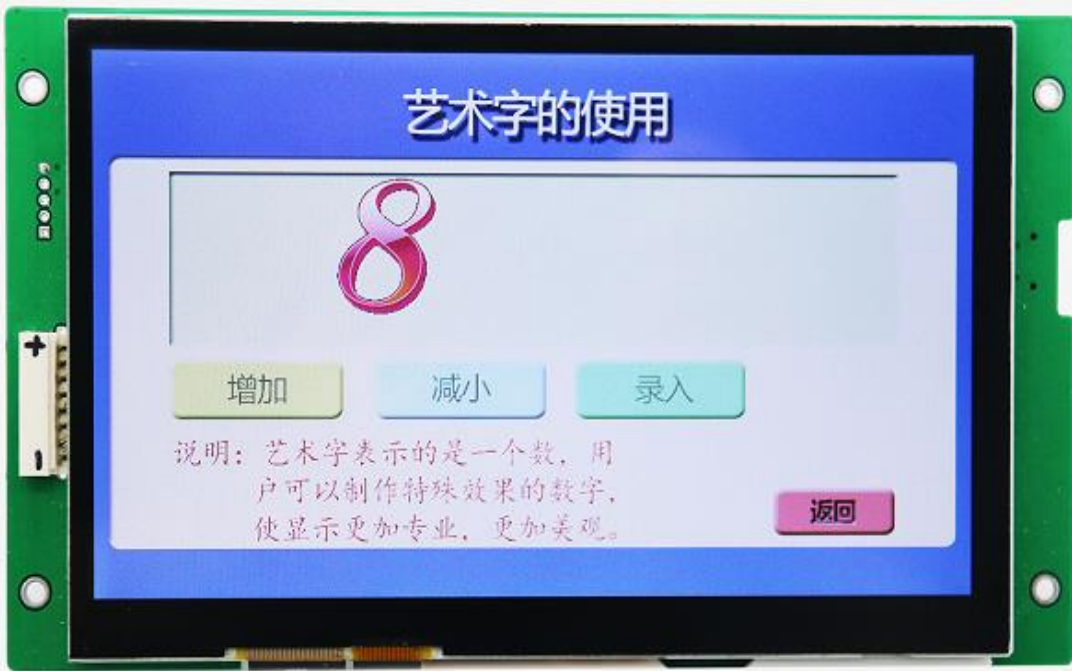 艺术字的使用
8
增加 减小 录入
说明：艺术字表示的是一个数，用
户可以制作特殊效果的数字，
使显示更加专业，更加美观。
返回
+
-